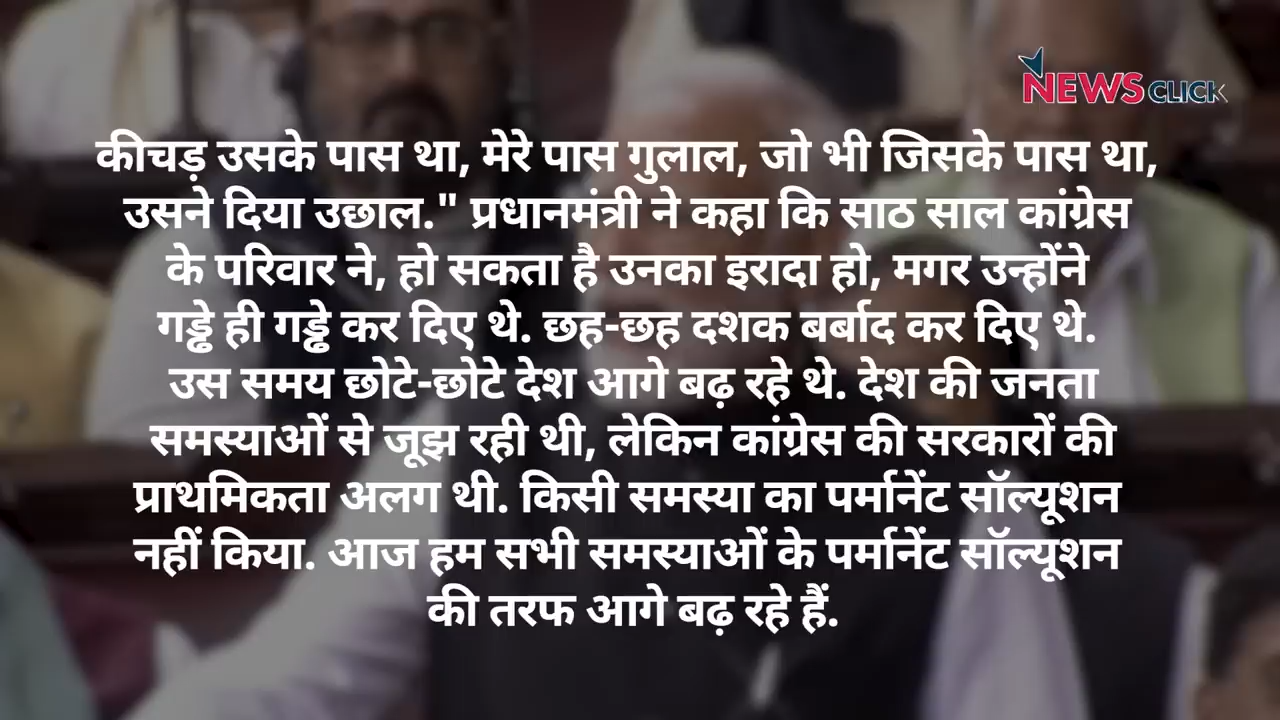 NEWSCLICK
कीचड़ उसके पास था, मेरे पास गुलाल, जो भी जिसके पास था,
उसने दिया उछाल." प्रधानमंत्री ने कहा कि साठ साल कांग्रेस
के परिवार ने, हो सकता है उनका इरादा हो, मगर उन्होंने
गड्ढे ही गड्ढे कर दिए थे. छह-छह दशक बर्बाद कर दिए थे.
उस समय छोटे-छोटे देश आगे बढ़ रहे थे. देश की जनता
समस्याओं से जूझ रही थी, लेकिन कांग्रेस की सरकारों की
प्राथमिकता अलग थी. किसी समस्या का पर्मानेंट सॉल्यूशन
नहीं किया. आज हम सभी समस्याओं के पर्मानेंट सॉल्यूशन
की तरफ आगे बढ़ रहे हैं.